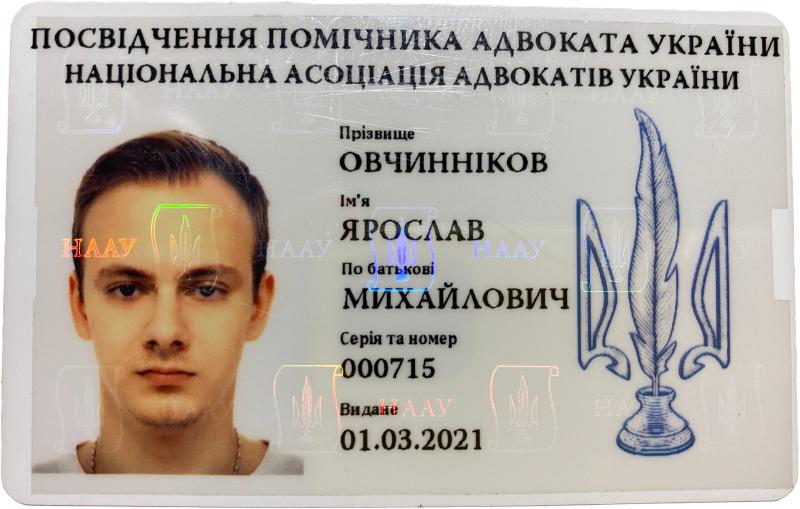 ПОСВІДЧЕННЯ ПОМІЧНИКА АДВОКАТА УКРАЇНИ
НАЦІОНАЛЬНА АСОЦІАЦІЯ АДВОКАТІВ УКРАЇНИ
Прізвище
ОВЧИННІКОВ
Ім'я
ЯРОСЛАВ
По батькові
МИХАЙЛОВИЧ
Серія та номер
000715
Видане
01.03.2021
НААУ НААУ НААУ
НААУ НААУ НААУ